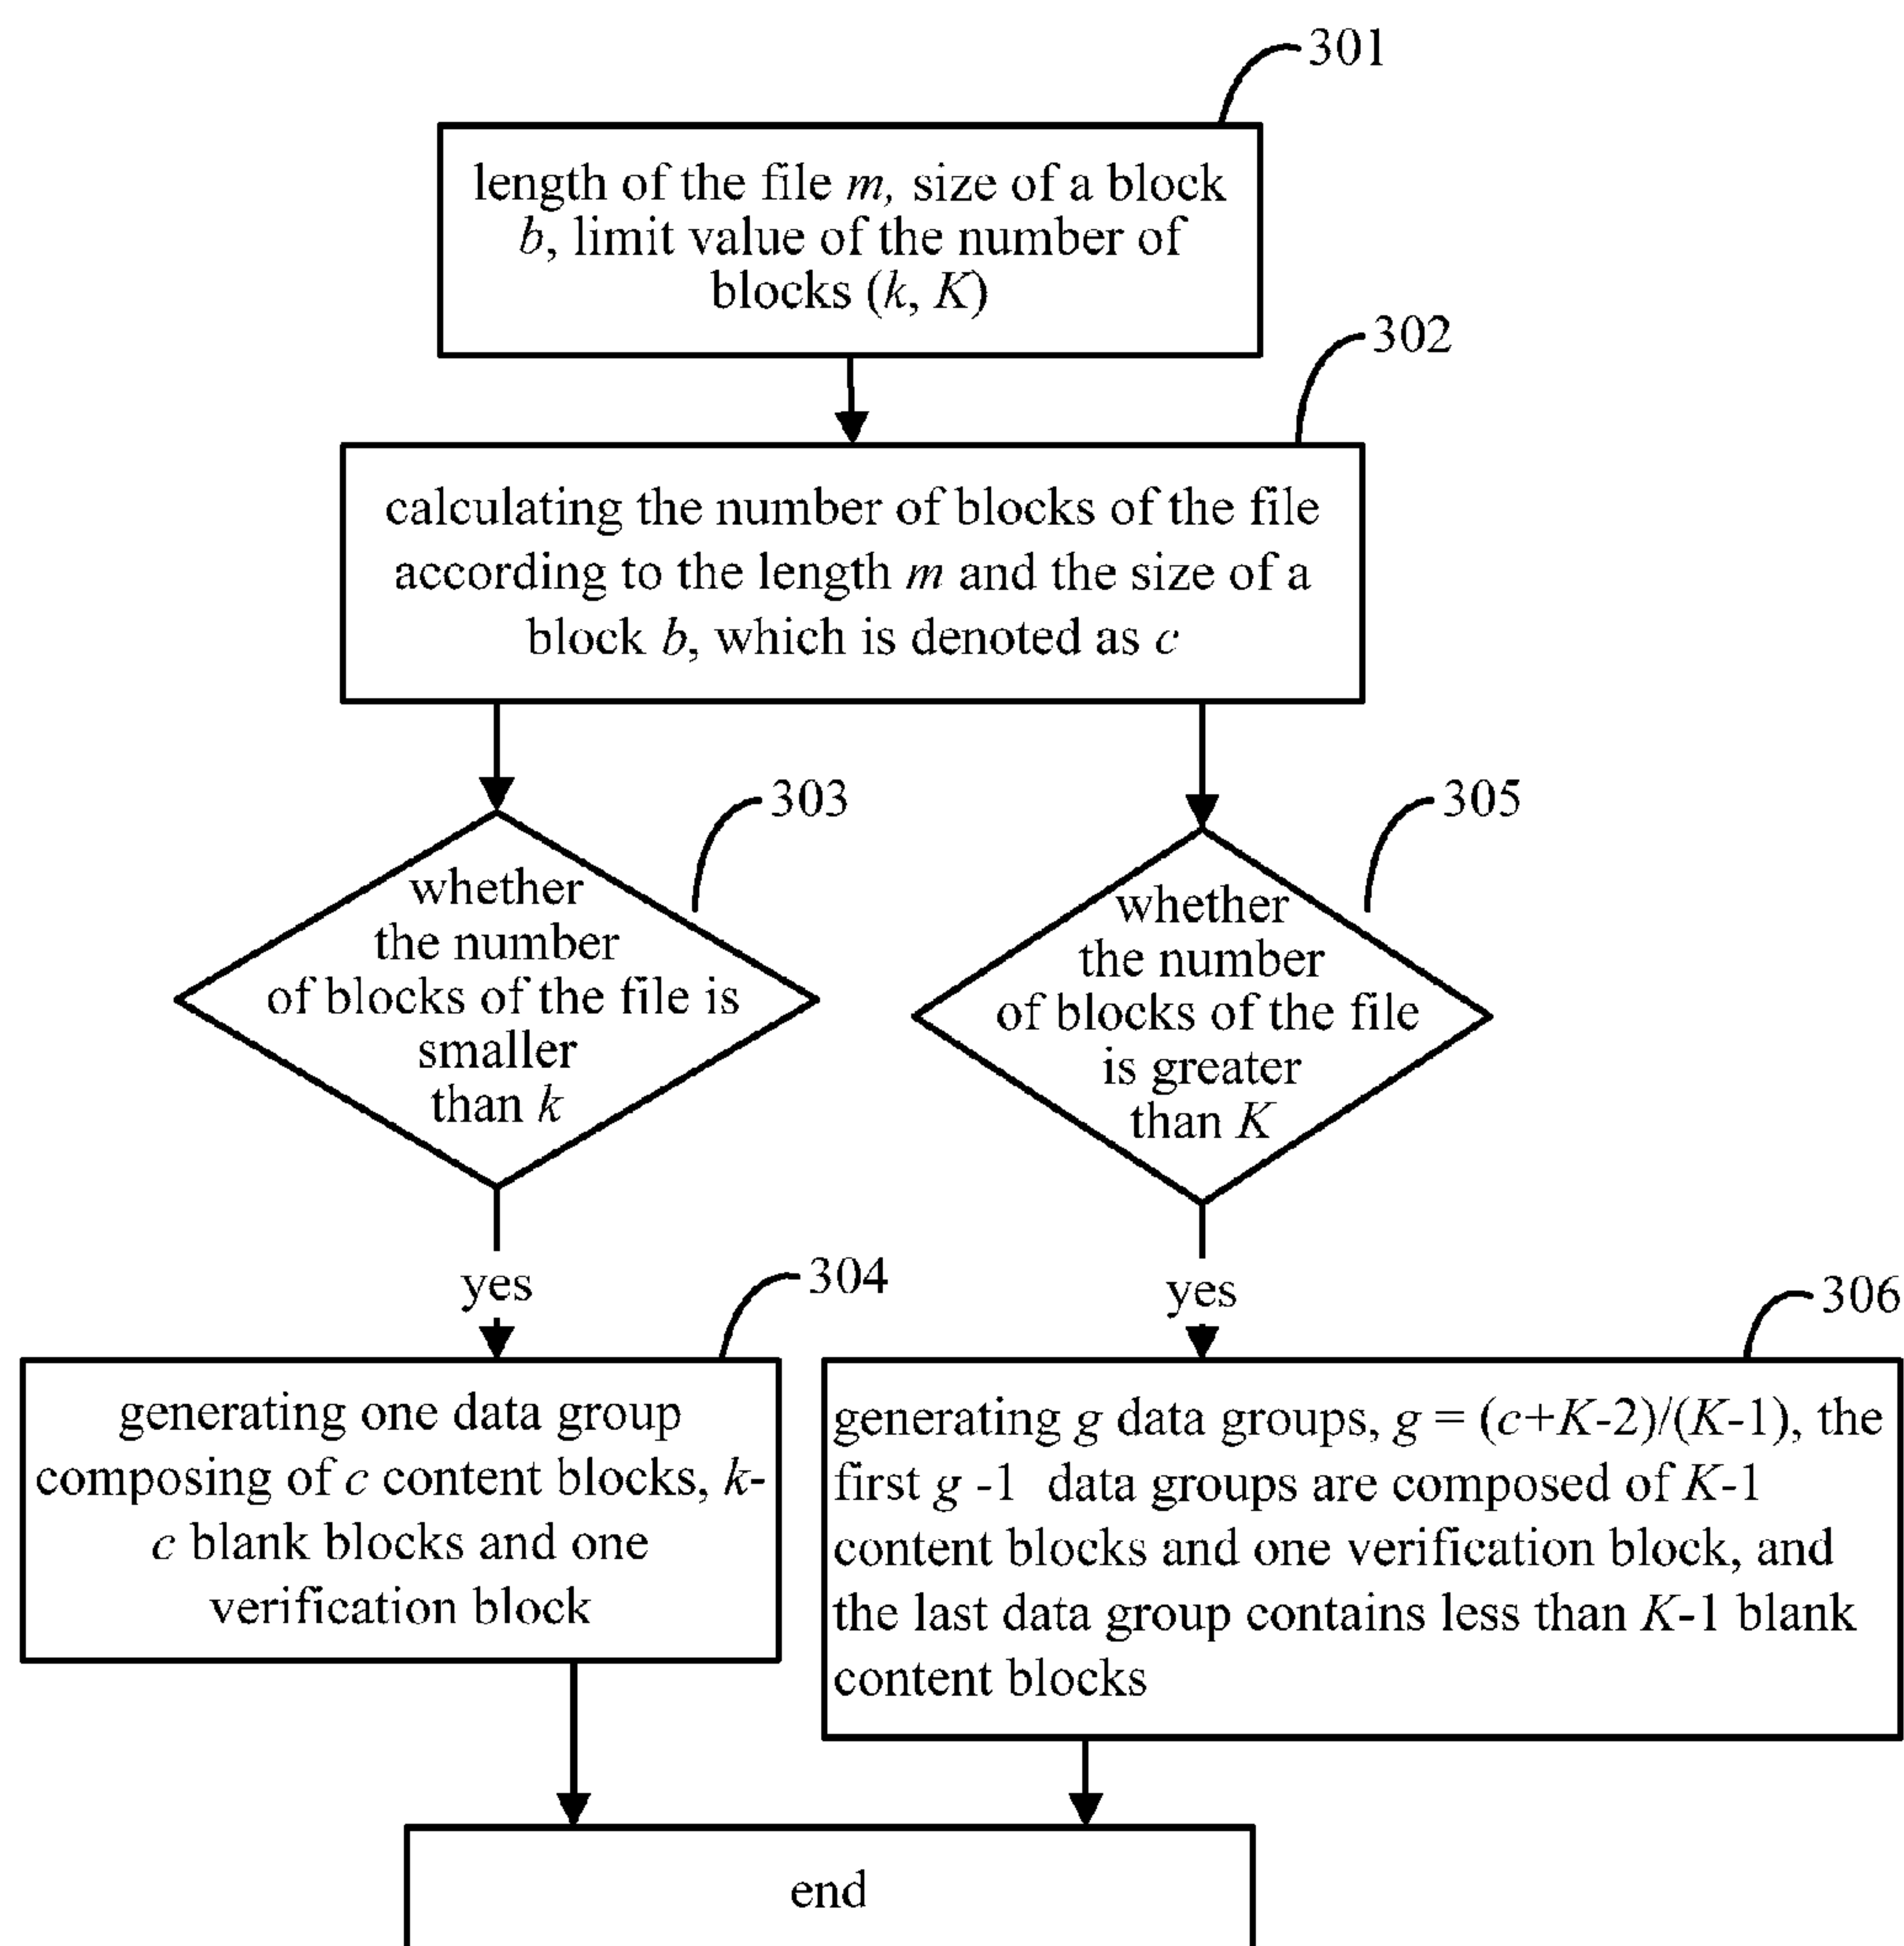 301
length of the file m, size of a block
b, limit value of the number of
blocks (k, K)
302
calculating the number of blocks of the file
according to the length m and the size of a
block b, which is denoted as c
303
whether
the number
of blocks of the file is
smaller
than k
305
whether
the number
of blocks of the file
is greater
than K
yes
304
generating one data group
composing of c content blocks, k-
c blank blocks and one
verification block
yes
306
generating g data groups, g = (c+K-2)/(K-1), the
first g -1 data groups are composed of K-1
content blocks and one verification block, and
the last data group contains less than K-1 blank
content blocks
end